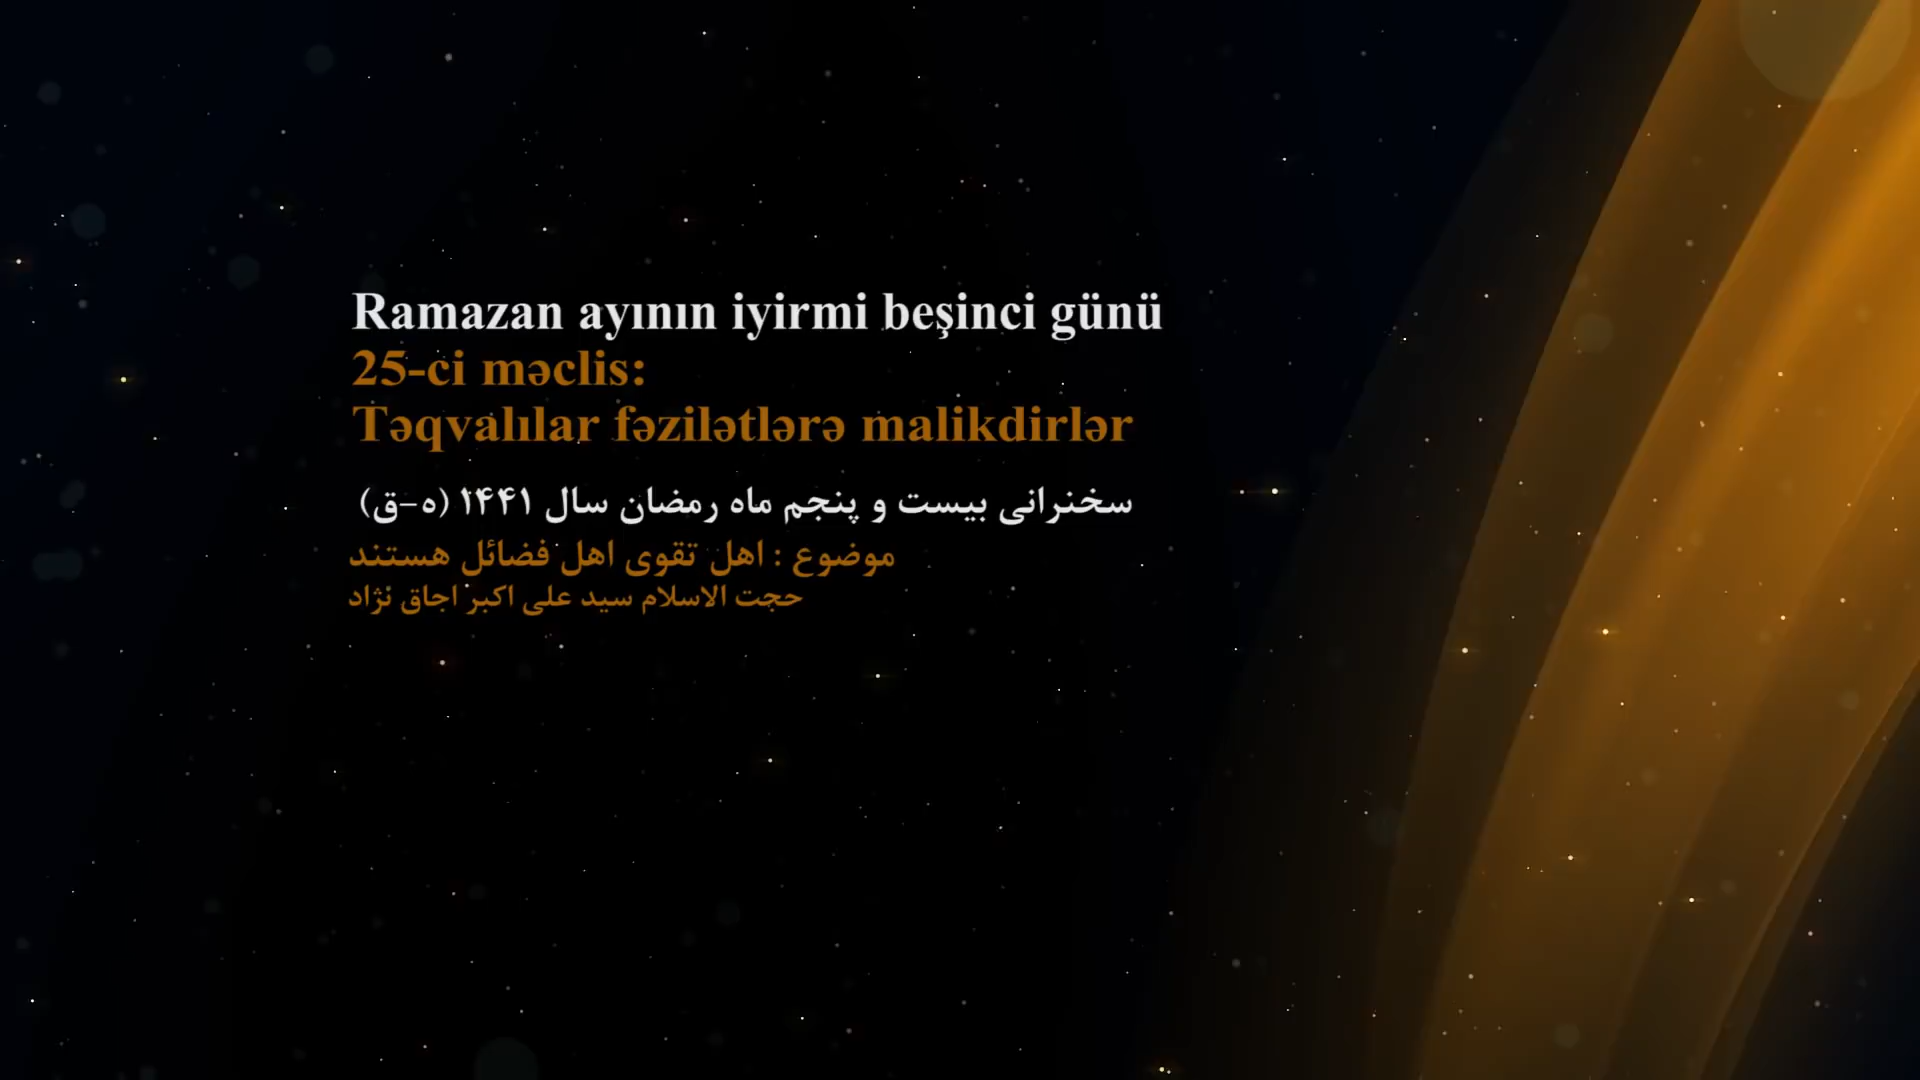 Ramazan ayının iyirmi beşinci günü
25-ci məclis:
Təqvalılar fəzilətlərə malikdirlər
سخنرانی بیست و پنجم ماه رمضان سال ۱۴۴۱ (ه-ق)
موضوع : اهل تقوی اهل فضائل هستند
حجت الاسلام سید علی اکبر اجاق نژاد